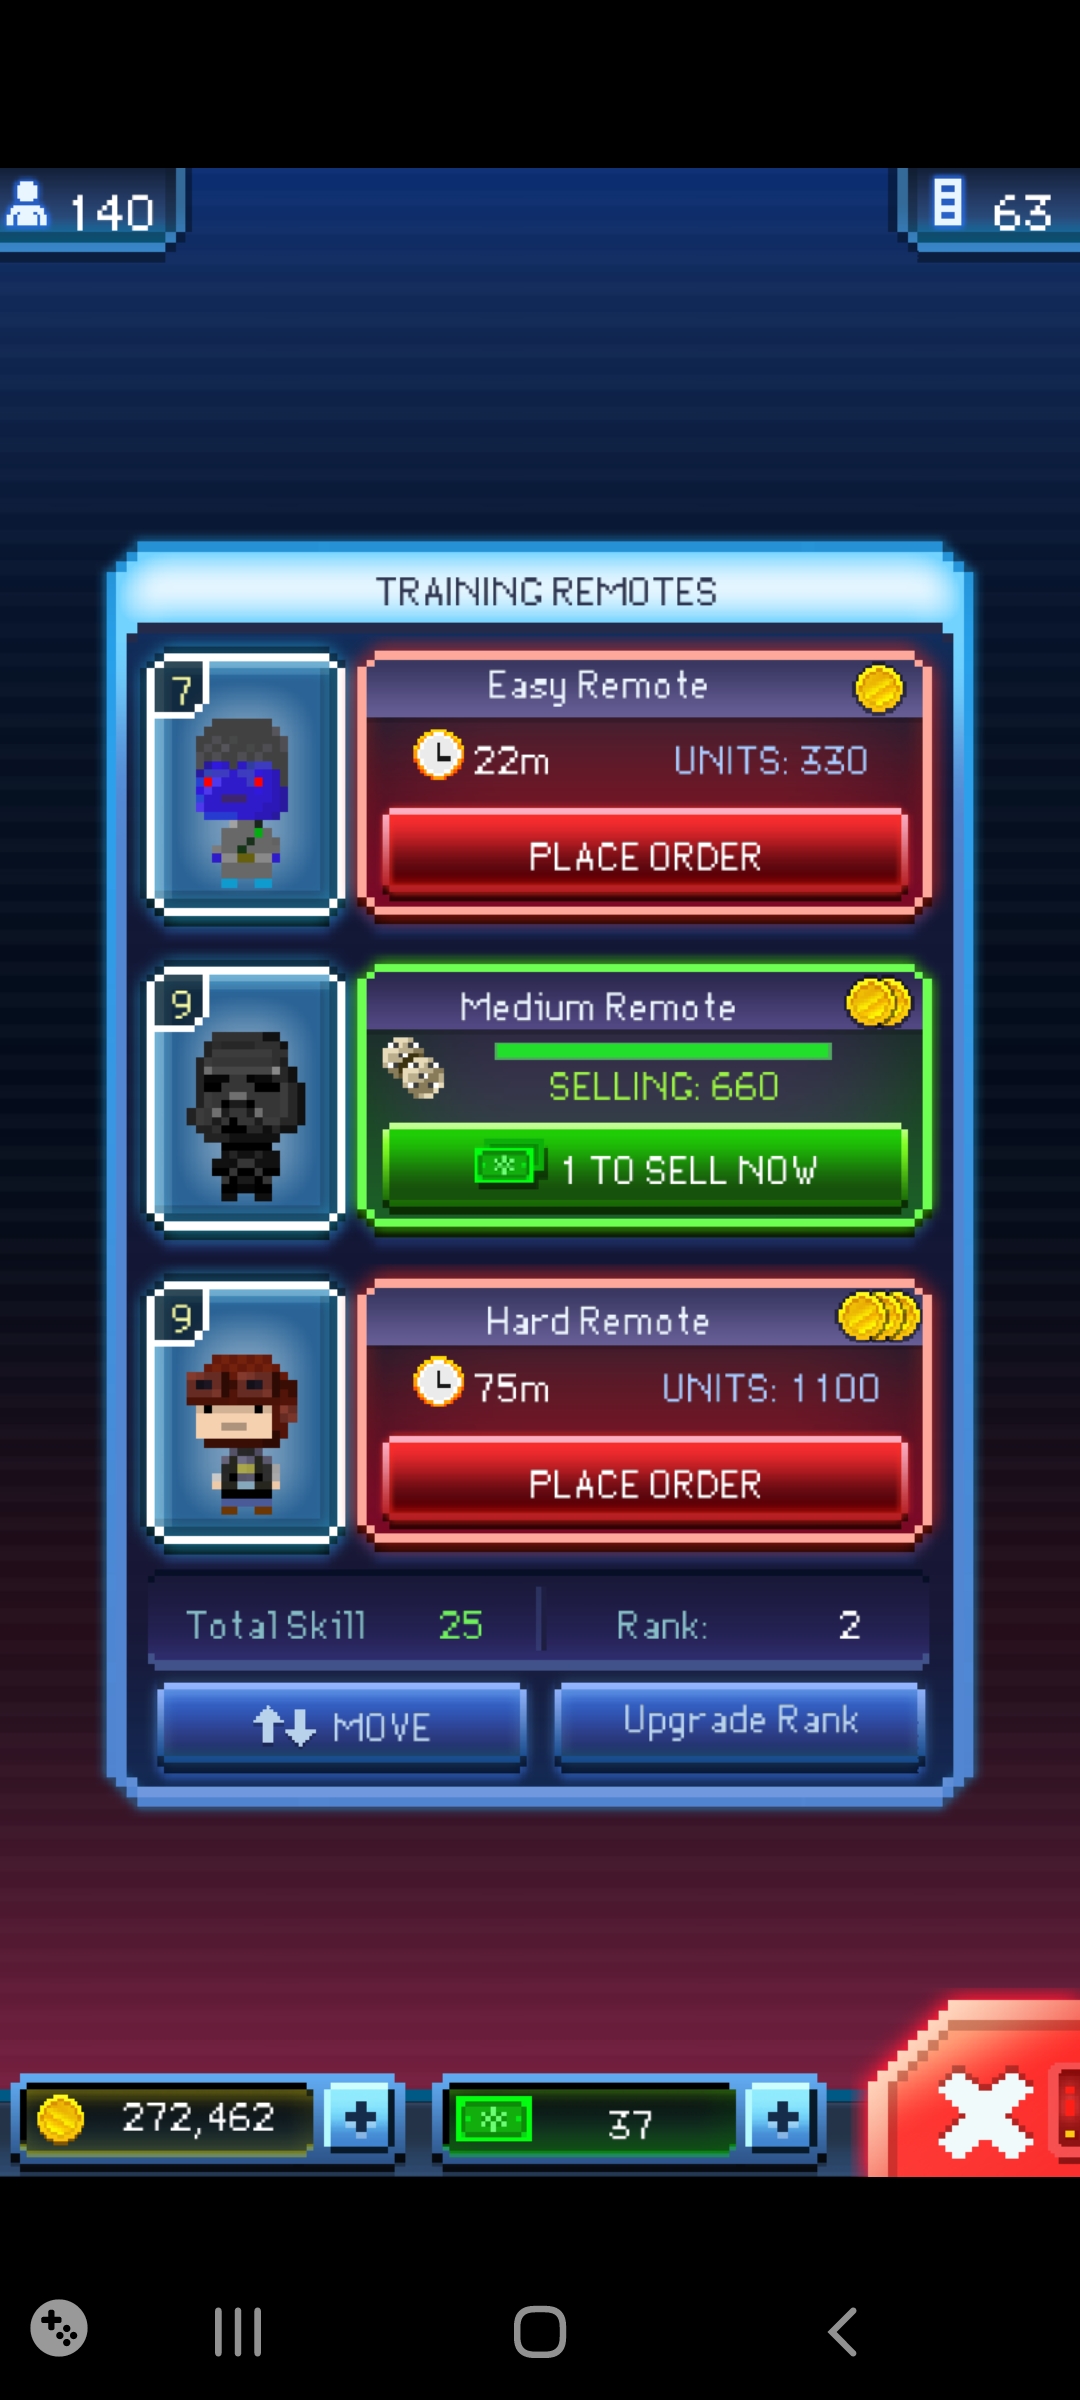 140
63
TRAINING REMOTES
7
Easy Remote
22m UNITS: 330
PLACE ORDER
9
Medium Remote
SELLING: 660
1 TO SELL NOW
9
Hard Remote
75m UNITS: 1100
PLACE ORDER
Total Skill 25 Rank: 2
MOVE Upgrade Rank
272,462 37